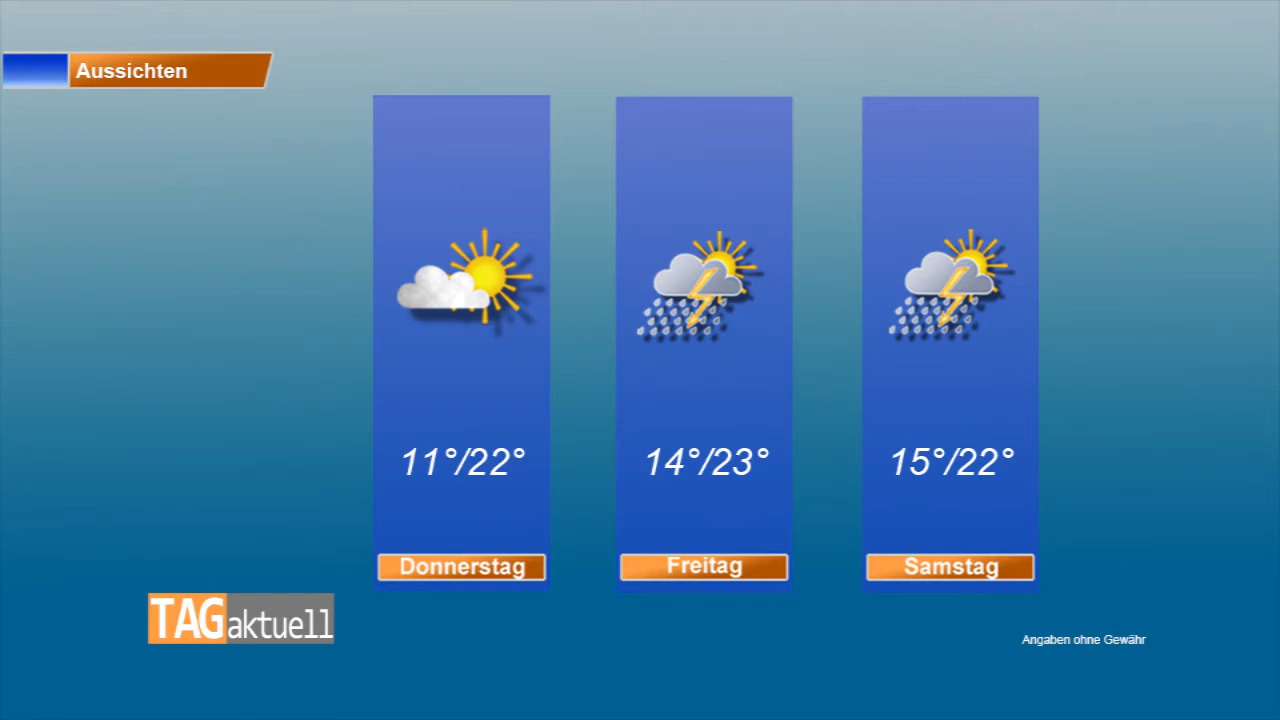 Aussichten
11°/22°
14°/23°
15°/22°
Donnerstag
Freitag
Samstag
TAGaktuell
Angaben ohne Gewähr